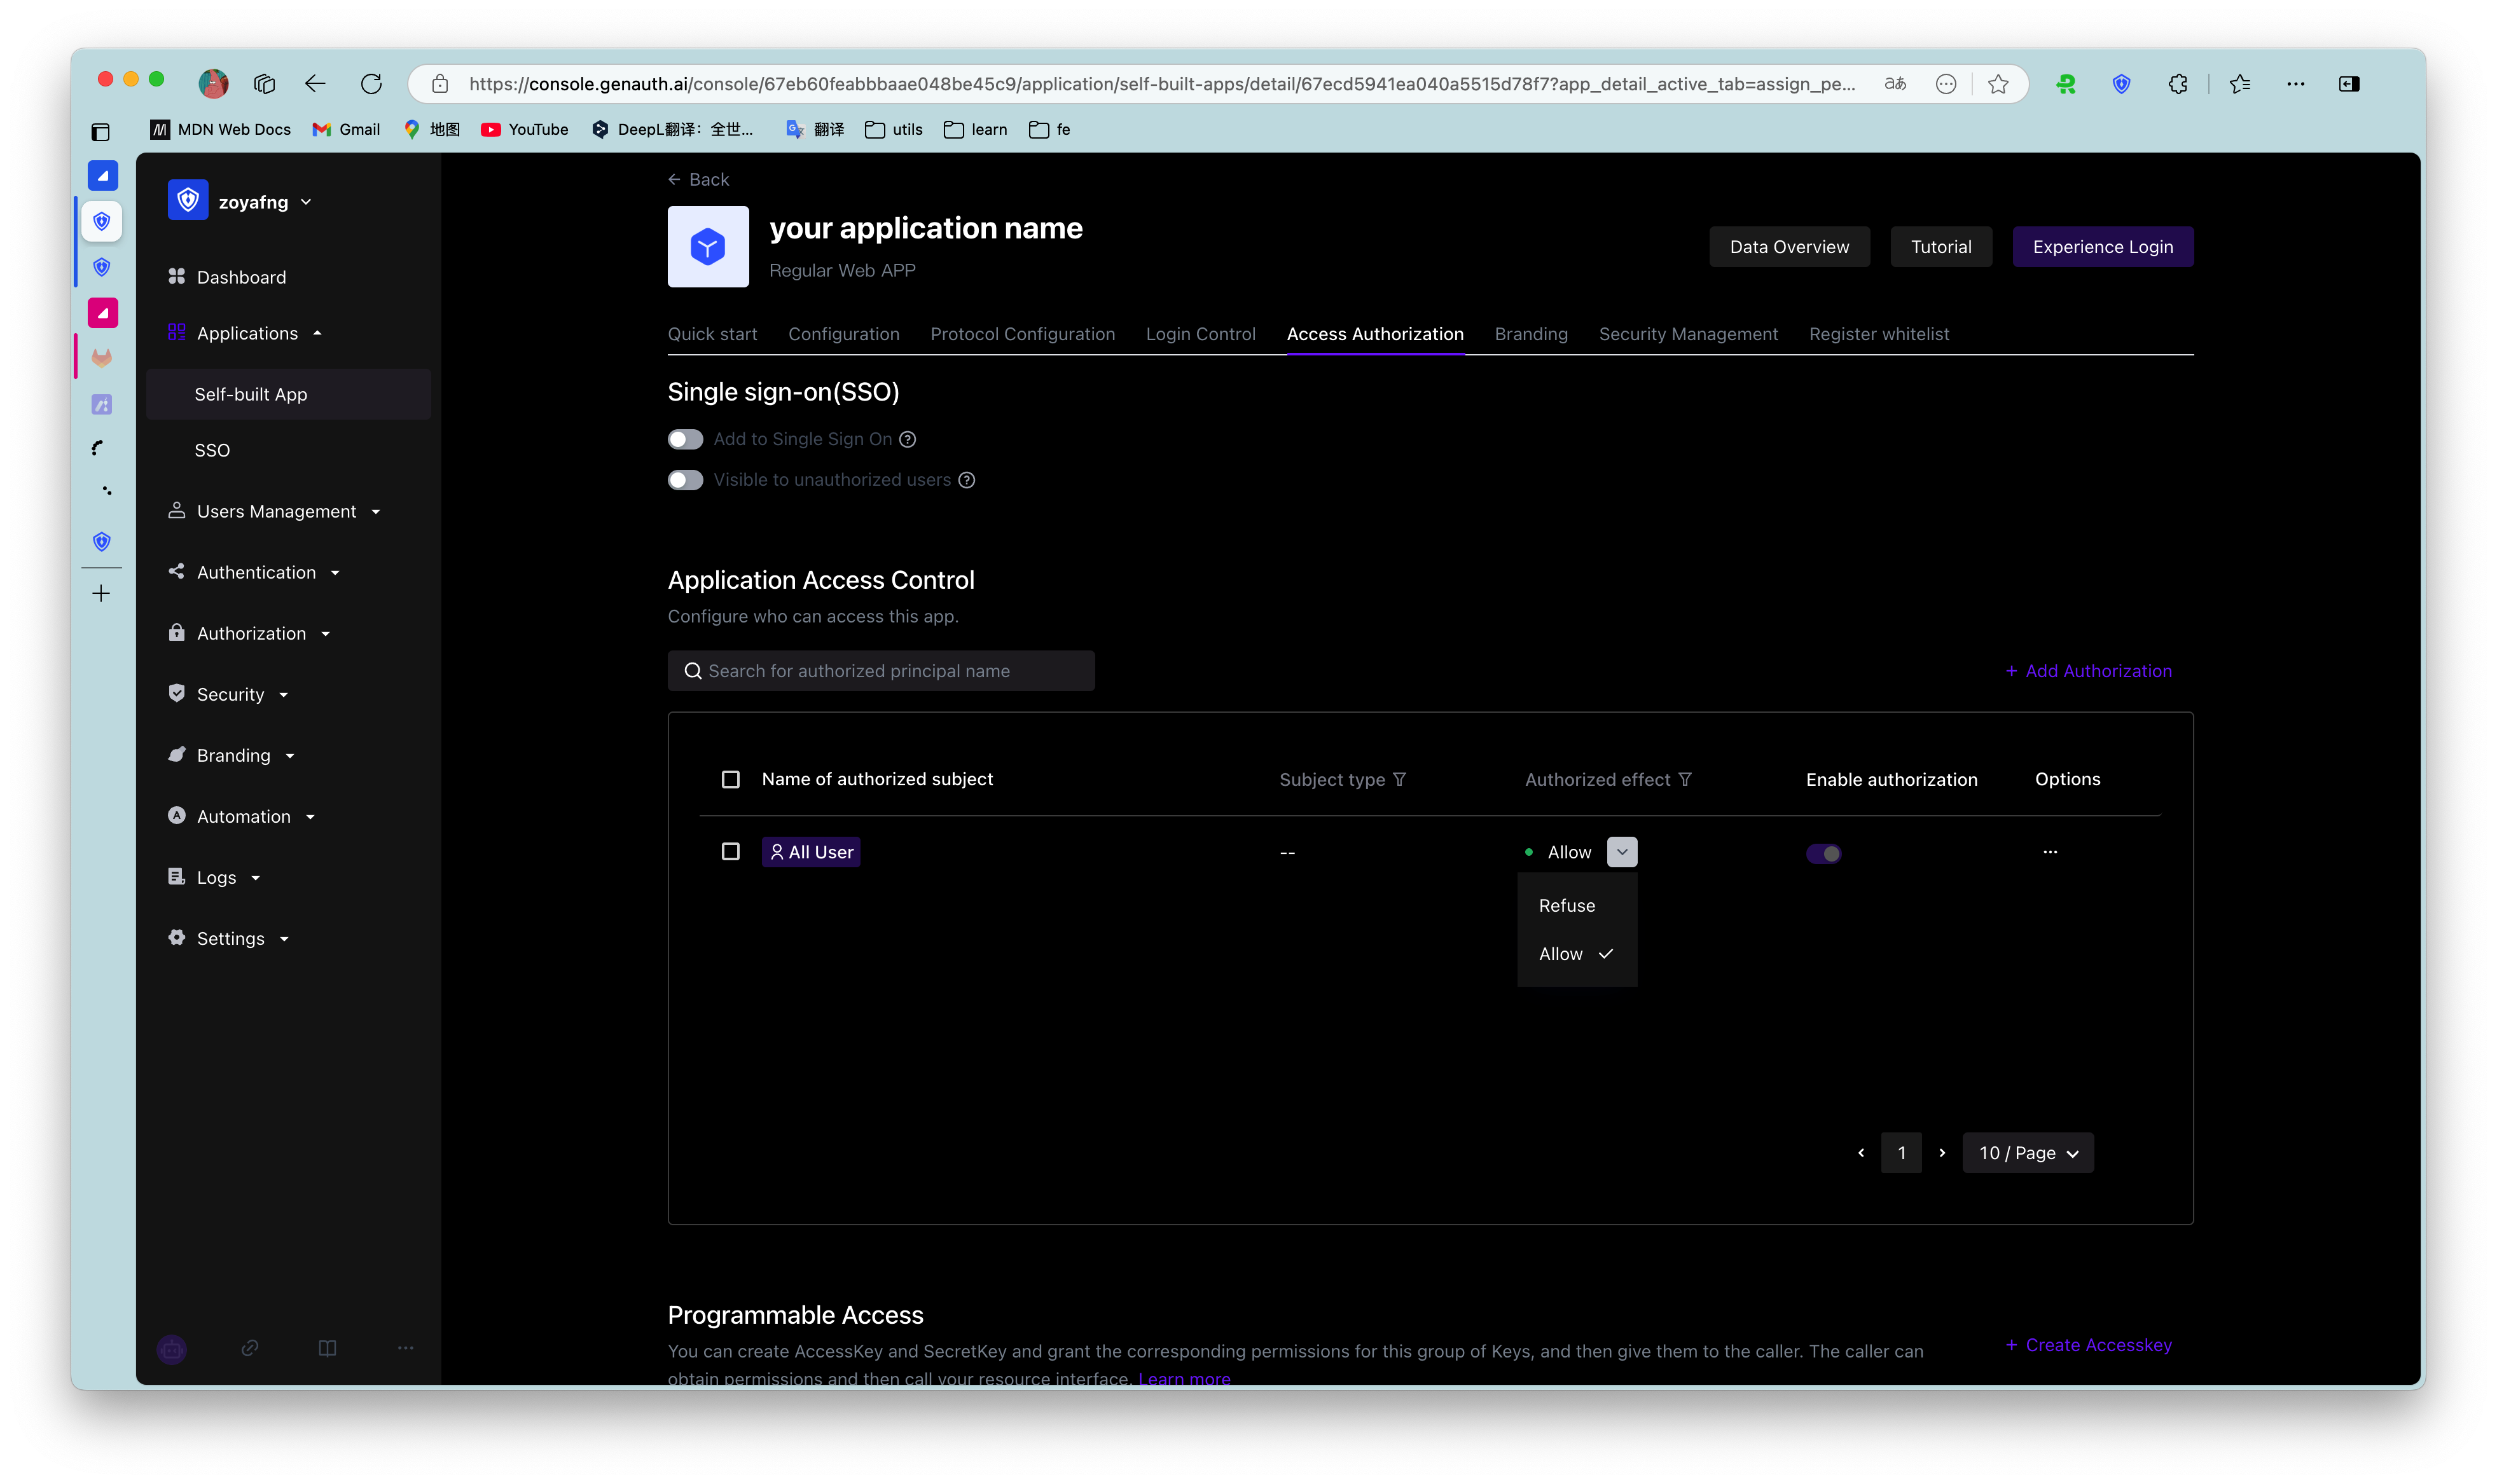 https://console.genauth.ai/console/67eb60feabbbaae048be45c9/application/self-built-apps/detail/67ecd5941ea040a5515d78f7?app_detail_active_tab=assign_pe...
MDN Web Docs
Gmail
地图
YouTube
DeepL翻译：全世...
翻译
utils
learn
fe
zoyafng
Dashboard
Applications
Self-built App
SSO
Users Management
Authentication
Authorization
Security
Branding
Automation
Logs
Settings
Back
your application name
Regular Web APP
Data Overview
Tutorial
Experience Login
Quick start
Configuration
Protocol Configuration
Login Control
Access Authorization
Branding
Security Management
Register whitelist
Single sign-on(SSO)
Add to Single Sign On
Visible to unauthorized users
Application Access Control
Configure who can access this app.
Search for authorized principal name
+ Add Authorization
Name of authorized subject
Subject type
Authorized effect
Enable authorization
Options
All User
--
Allow
Refuse
Allow
1
10 / Page
Programmable Access
You can create AccessKey and SecretKey and grant the corresponding permissions for this group of Keys, and then give them to the caller. The caller can
obtain permissions and then call your resource interface. Learn more
+ Create Accesskey